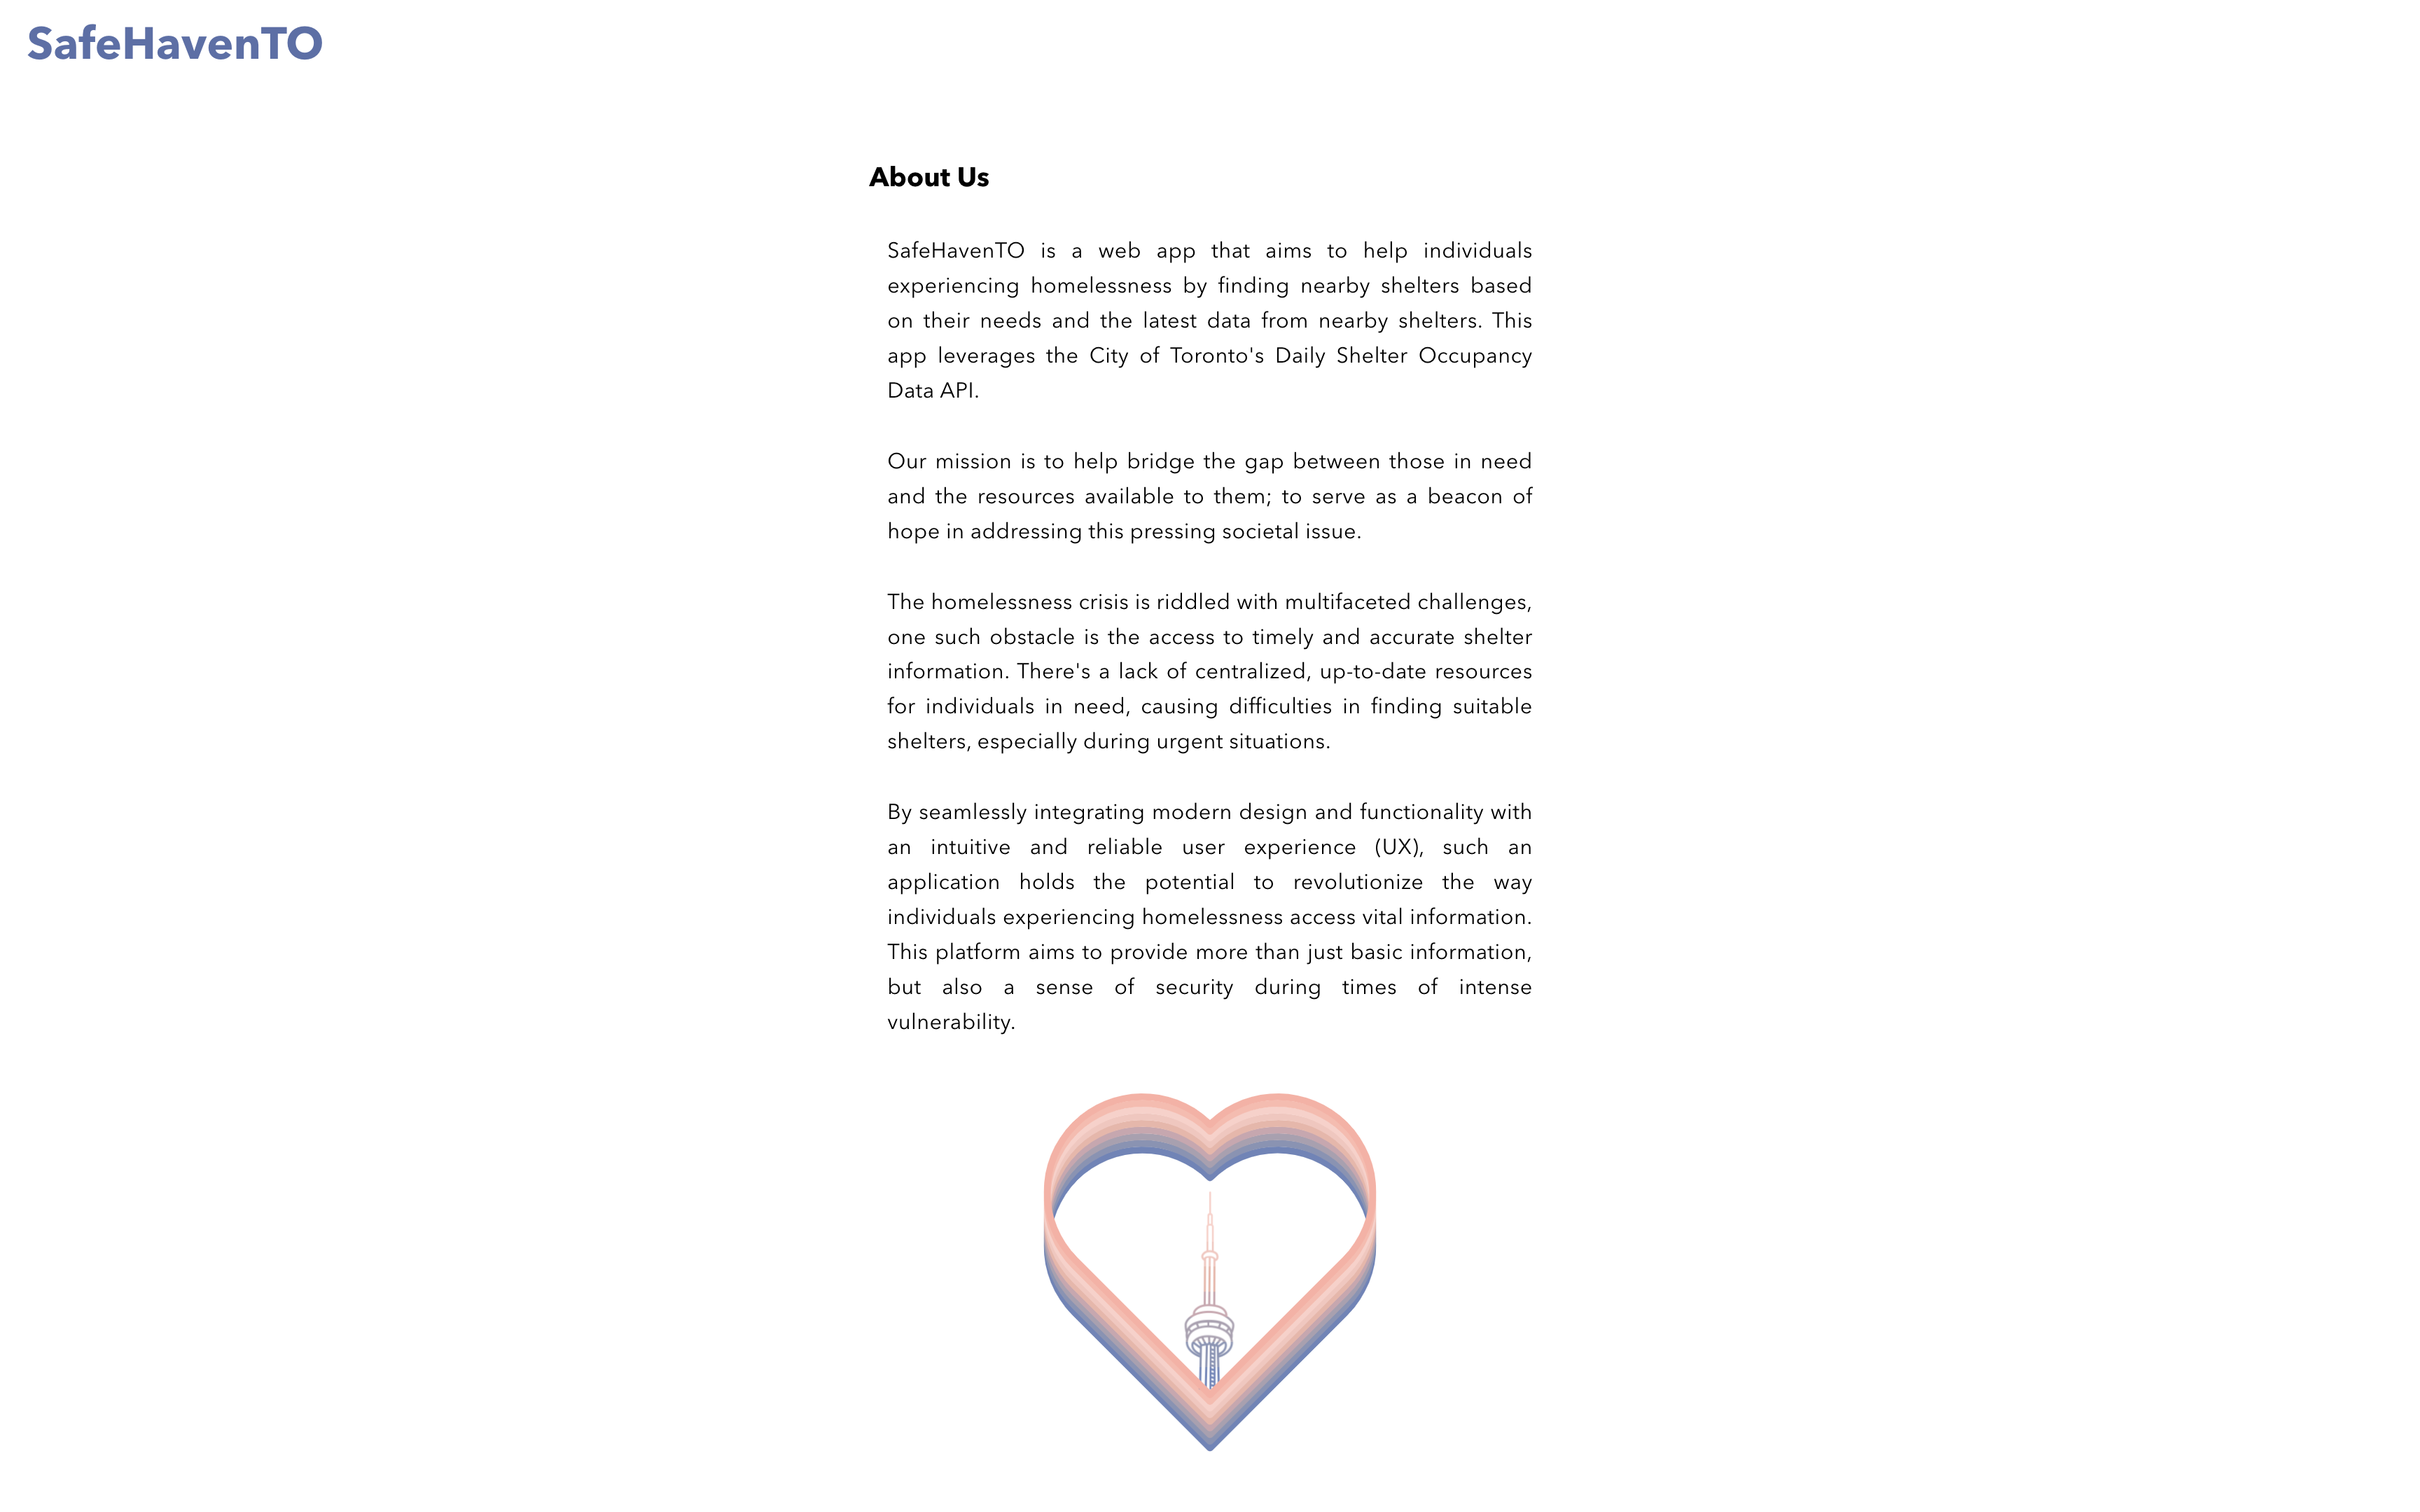 SafeHavenTO
About Us
SafeHavenTO is a web app that aims to help individuals
experiencing homelessness by finding nearby shelters based
on their needs and the latest data from nearby shelters. This
app leverages the City of Toronto's Daily Shelter Occupancy
Data API.
Our mission is to help bridge the gap between those in need
and the resources available to them; to serve as a beacon of
hope in addressing this pressing societal issue.
The homelessness crisis is riddled with multifaceted challenges,
one such obstacle is the access to timely and accurate shelter
information. There's a lack of centralized, up-to-date resources
for individuals in need, causing difficulties in finding suitable
shelters, especially during urgent situations.
By seamlessly integrating modern design and functionality with
an intuitive and reliable user experience (UX), such an
application holds the potential to revolutionize the way
individuals experiencing homelessness access vital information.
This platform aims to provide more than just basic information,
but also a sense of security during times of intense
vulnerability.